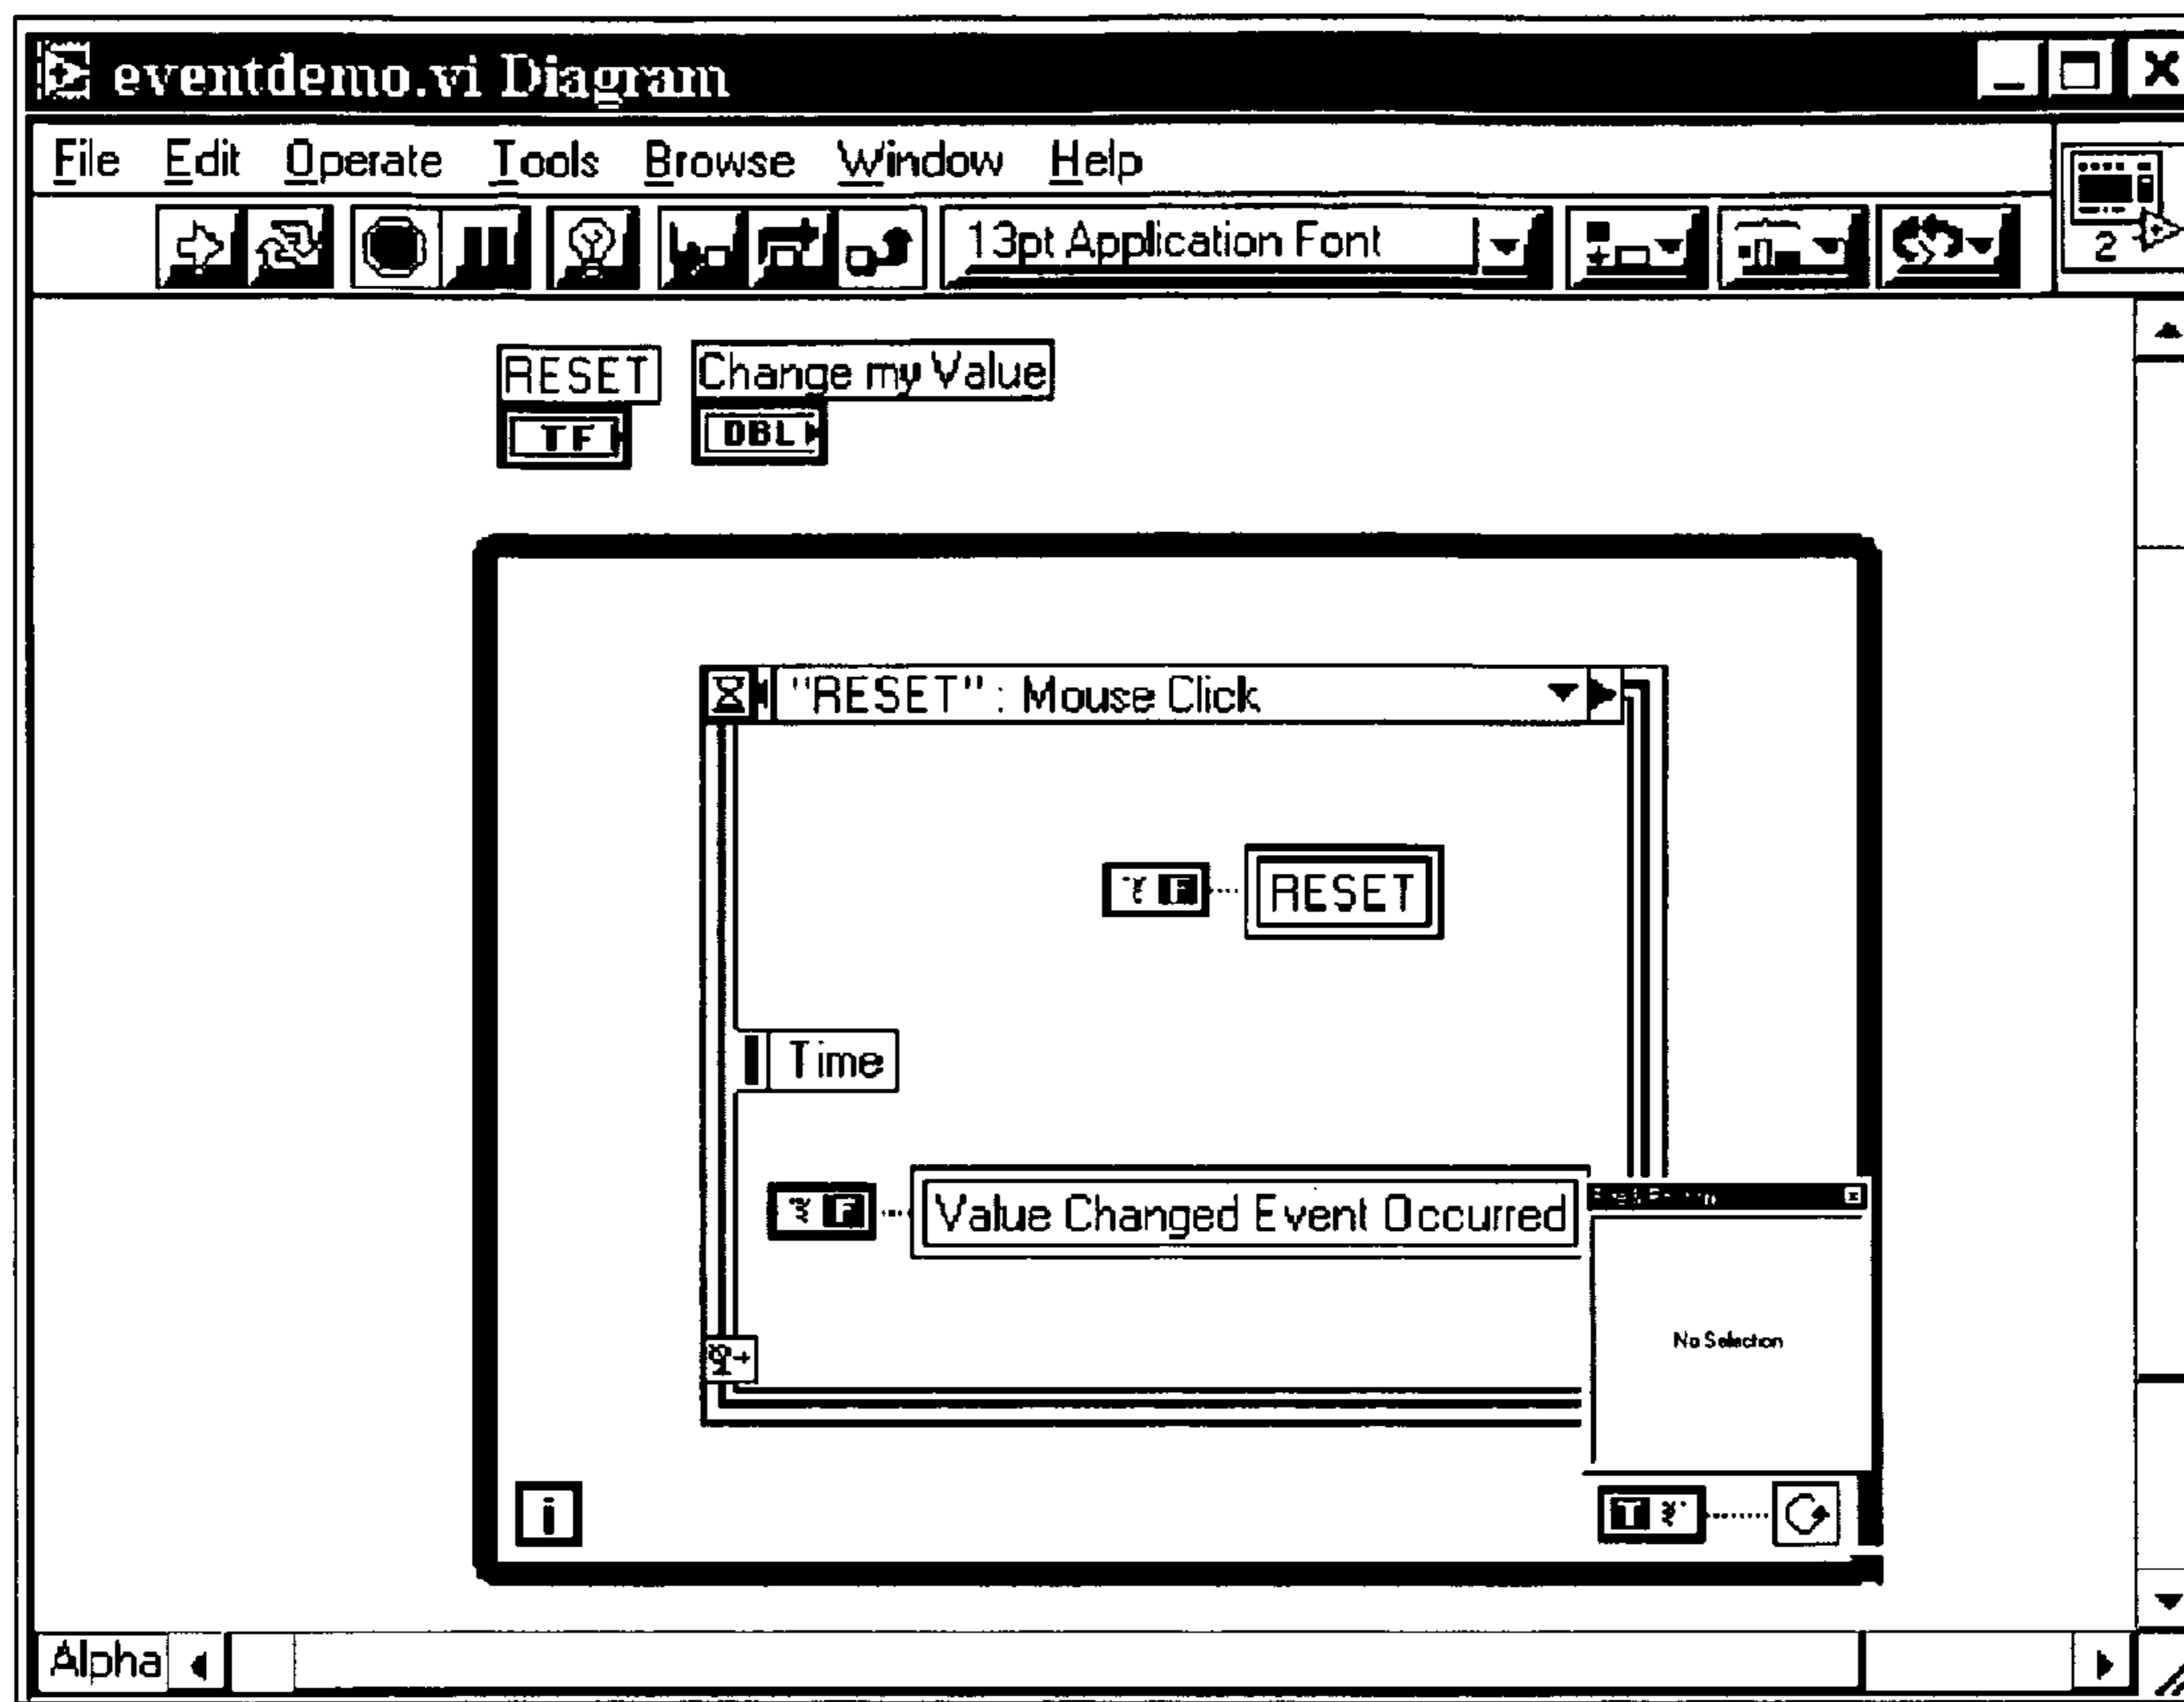 eventdemo.vi Diagram
File Edit Operate Tools Browse Window Help
13pt Application Font
2
RESET Change my Value
TF DBL
"RESET" : Mouse Click
F RESET
Time
F Value Changed Event Occurred
No Selection
i T
Alpha